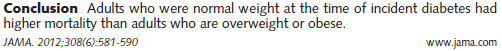 Conclusion Adults who were normal weight at the time of incident diabetes had
higher mortality than adults who are overweight or obese.
JAMA. 2012;308(6):581-590 www.jama.com